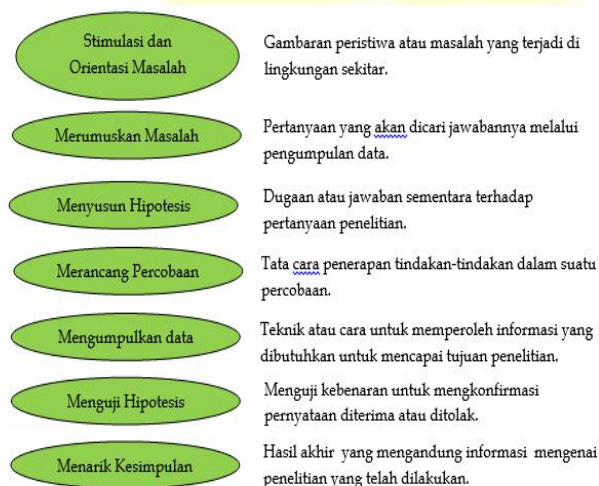 Stimulasi dan
Orientasi Masalah
Gambaran peristiwa atau masalah yang terjadi di
lingkungan sekitar.
Merumuskan Masalah
Pertanyaan yang akan dicari jawabannya melalui
pengumpulan data.
Menyusun Hipotesis
Dugaan atau jawaban sementara terhadap
pertanyaan penelitian.
Merancang Percobaan
Tata cara penerapan tindakan-tindakan dalam suatu
percobaan.
Mengumpulkan data
Teknik atau cara untuk memperoleh informasi yang
dibutuhkan untuk mencapai tujuan penelitian.
Menguji Hipotesis
Menguji kebenaran untuk mengkonfirmasi
pernyataan diterima atau ditolak.
Menarik Kesimpulan
Hasil akhir yang mengandung informasi mengenai
penelitian yang telah dilakukan.